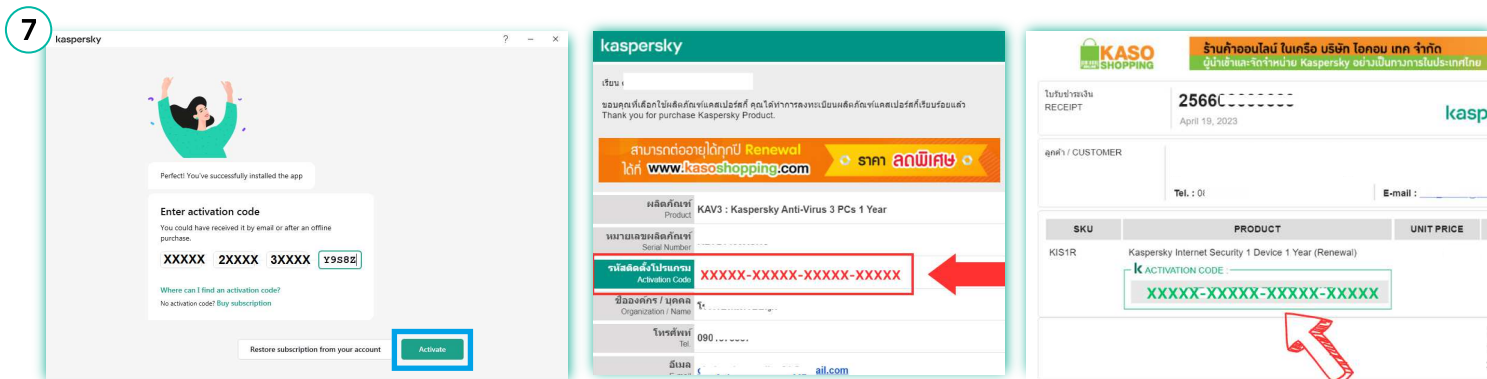 7
kaspersky
? – ×
Perfect! You've successfully installed the app
Enter activation code
You could have received it by email or after an offline
purchase.
XXXXX 2XXXX 3XXXX Y9S8Z
Where can I find an activation code?
No activation code? Buy subscription
Restore subscription from your account
Activate
kaspersky
เรียน
ขอบคุณที่เลือกใช้ผลิตภัณฑ์แคสเปอร์สกี้ คุณได้ทำการลงทะเบียนผลิตภัณฑ์แคสเปอร์สกี้เรียบร้อยแล้ว
Thank you for purchase Kaspersky Product.
สามารถต่ออายุได้ทุกปี Renewal
ได้ที่ www.kasoshopping.com
ราคา ลดพิเศษ
ผลิตภัณฑ์
Product
KAV3 : Kaspersky Anti-Virus 3 PCs 1 Year
หมายเลขผลิตภัณฑ์
Serial Number
รหัสติดตั้งโปรแกรม
Activation Code
XXXXX-XXXXX-XXXXX-XXXXX
ชื่อองค์กร / บุคคล
Organization / Name
โทรศัพท์
Tel.
090
อีเมล
ail.com
KASO
SHOPPING
ร้านค้าออนไลน์ ในเครือ บริษัท ไอคอม เทค จำกัด
ผู้นำเข้าและจัดจำหน่าย Kaspersky อย่างเป็นทางการในประเทศไทย
ใบรับชำระเงิน
RECEIPT
2566
April 19, 2023
kasp
ลูกค้า / CUSTOMER
Tel. : 0
E-mail :
SKU
PRODUCT
UNIT PRICE
KIS1R
Kaspersky Internet Security 1 Device 1 Year (Renewal)
k ACTIVATION CODE :
XXXXX-XXXXX-XXXXX-XXXXX